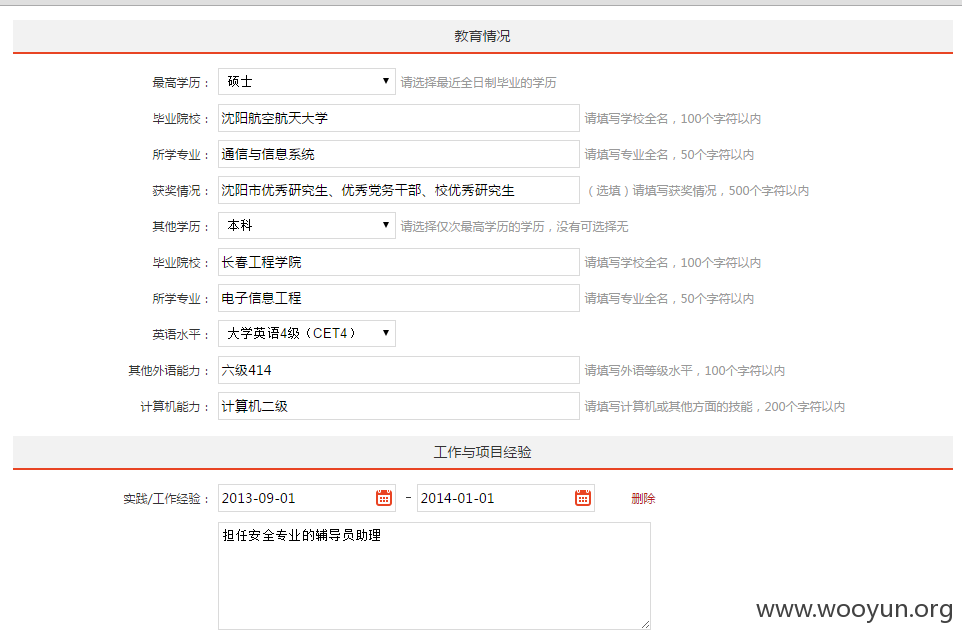 教育情况
最高学历： 硕士 请选择最近全日制毕业的学历
毕业院校： 沈阳航空航天大学 请填写学校全名，100个字符以内
所学专业： 通信与信息系统 请填写专业全名，50个字符以内
获奖情况： 沈阳市优秀研究生、优秀党务干部、校优秀研究生 （选填）请填写获奖情况，500个字符以内
其他学历： 本科 请选择仅次最高学历的学历，没有可选择无
毕业院校： 长春工程学院 请填写学校全名，100个字符以内
所学专业： 电子信息工程 请填写专业全名，50个字符以内
英语水平： 大学英语4级（CET4）
其他外语能力： 六级414 请填写外语等级水平，100个字符以内
计算机能力： 计算机二级 请填写计算机或其他方面的技能，200个字符以内
工作与项目经验
实践/工作经验： 2013-09-01 - 2014-01-01 删除
担任安全专业的辅导员助理
www.wooyun.org